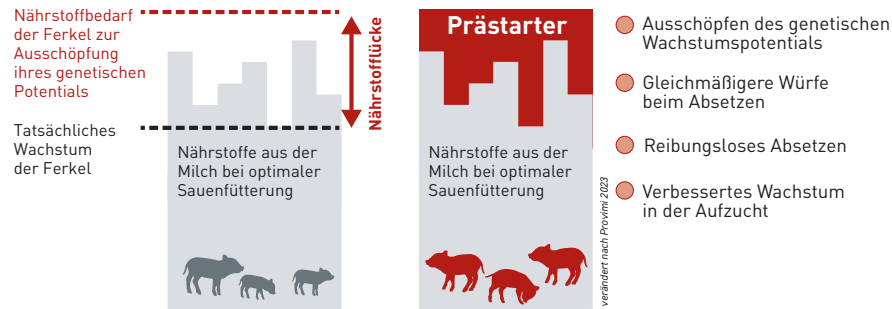 Nährstoffbedarf
der Ferkel zur
Ausschöpfung
ihres genetischen
Potentials
Tatsächliches
Wachstum
der Ferkel
Nährstofflücke
Nährstoffe aus der
Milch bei optimaler
Sauenfütterung
Prästarter
Nährstoffe aus der
Milch bei optimaler
Sauenfütterung
verändert nach Provimi 2023
Ausschöpfen des genetischen
Wachstumspotentials
Gleichmäßigere Würfe
beim Absetzen
Reibungsloses Absetzen
Verbessertes Wachstum
in der Aufzucht